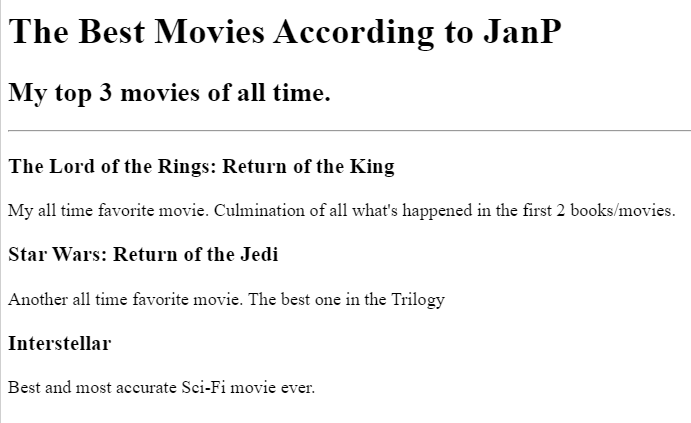 The Best Movies According to JanP
My top 3 movies of all time.
The Lord of the Rings: Return of the King
My all time favorite movie. Culmination of all what's happened in the first 2 books/movies.
Star Wars: Return of the Jedi
Another all time favorite movie. The best one in the Trilogy
Interstellar
Best and most accurate Sci-Fi movie ever.